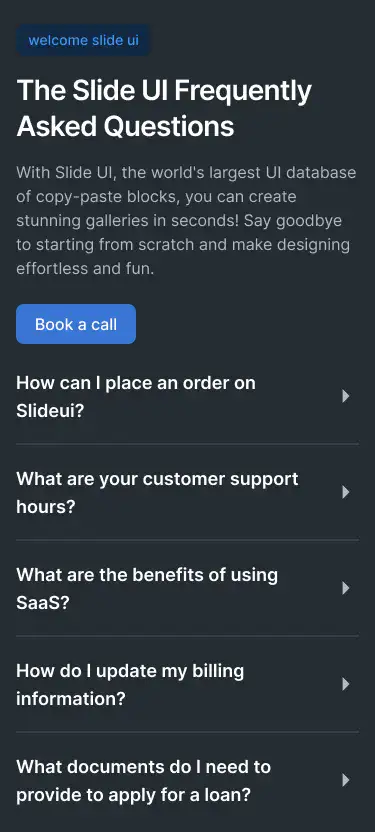 welcome slide ui
The Slide UI Frequently
Asked Questions
With Slide UI, the world's largest UI database
of copy-paste blocks, you can create
stunning galleries in seconds! Say goodbye
to starting from scratch and make designing
effortless and fun.
Book a call
How can I place an order on
Slideui?
What are your customer support
hours?
What are the benefits of using
SaaS?
How do I update my billing
information?
What documents do I need to
provide to apply for a loan?